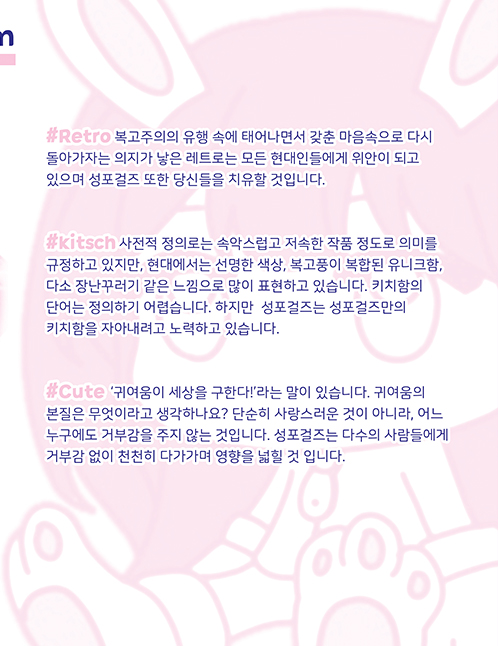 m
#Retro 복고주의의 유행 속에 태어나면서 갖춘 마음속으로 다시
돌아가자는 의지가 낳은 레트로는 모든 현대인들에게 위안이 되고
있으며 성포걸즈 또한 당신들을 치유할 것입니다.
#kitsch 사전적 정의로는 속악스럽고 저속한 작품 정도로 의미를
규정하고 있지만, 현대에서는 선명한 색상, 복고풍이 복합된 유니크함,
다소 장난꾸러기 같은 느낌으로 많이 표현하고 있습니다. 키치함의
단어는 정의하기 어렵습니다. 하지만 성포걸즈는 성포걸즈만의
키치함을 자아내려고 노력하고 있습니다.
#Cute '귀여움이 세상을 구한다!'라는 말이 있습니다. 귀여움의
본질은 무엇이라고 생각하나요? 단순히 사랑스러운 것이 아니라, 어느
누구에도 거부감을 주지 않는 것입니다. 성포걸즈는 다수의 사람들에게
거부감 없이 천천히 다가가며 영향을 넓힐 것 입니다.